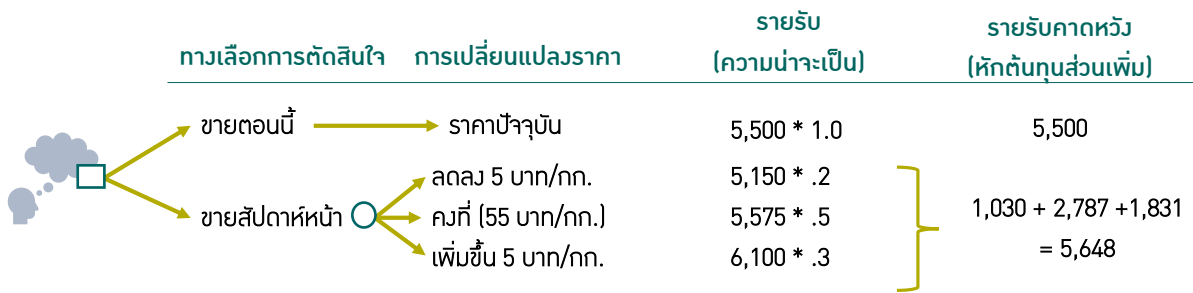 ทางเลือกการตัดสินใจ การเปลี่ยนแปลงราคา รายรับ (ความน่าจะเป็น) รายรับคาดหวัง (หักต้นทุนส่วนเพิ่ม)
ขายตอนนี้ ราคาปัจจุบัน 5,500 * 1.0 5,500
ขายสัปดาห์หน้า
ลดลง 5 บาท/กก. 5,150 * .2
คงที่ (55 บาท/กก.) 5,575 * .5
เพิ่มขึ้น 5 บาท/กก. 6,100 * .3
1,030 + 2,787 +1,831
= 5,648